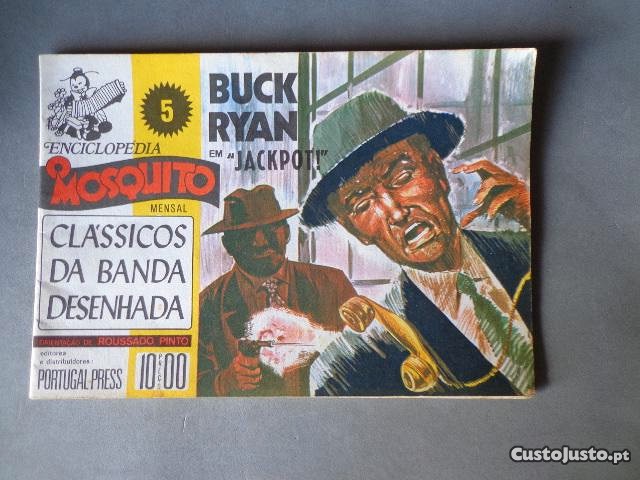 5
ENCICLOPÉDIA
O MOSQUITO
MENSAL
CLÁSSICOS
DA BANDA
DESENHADA
ORIENTAÇÃO DE ROUSSADO PINTO
editores
e distribuidores:
PORTUGAL-PRESS
10$00
BUCK
RYAN
EM "JACKPOT!"
CustoJusto.pt